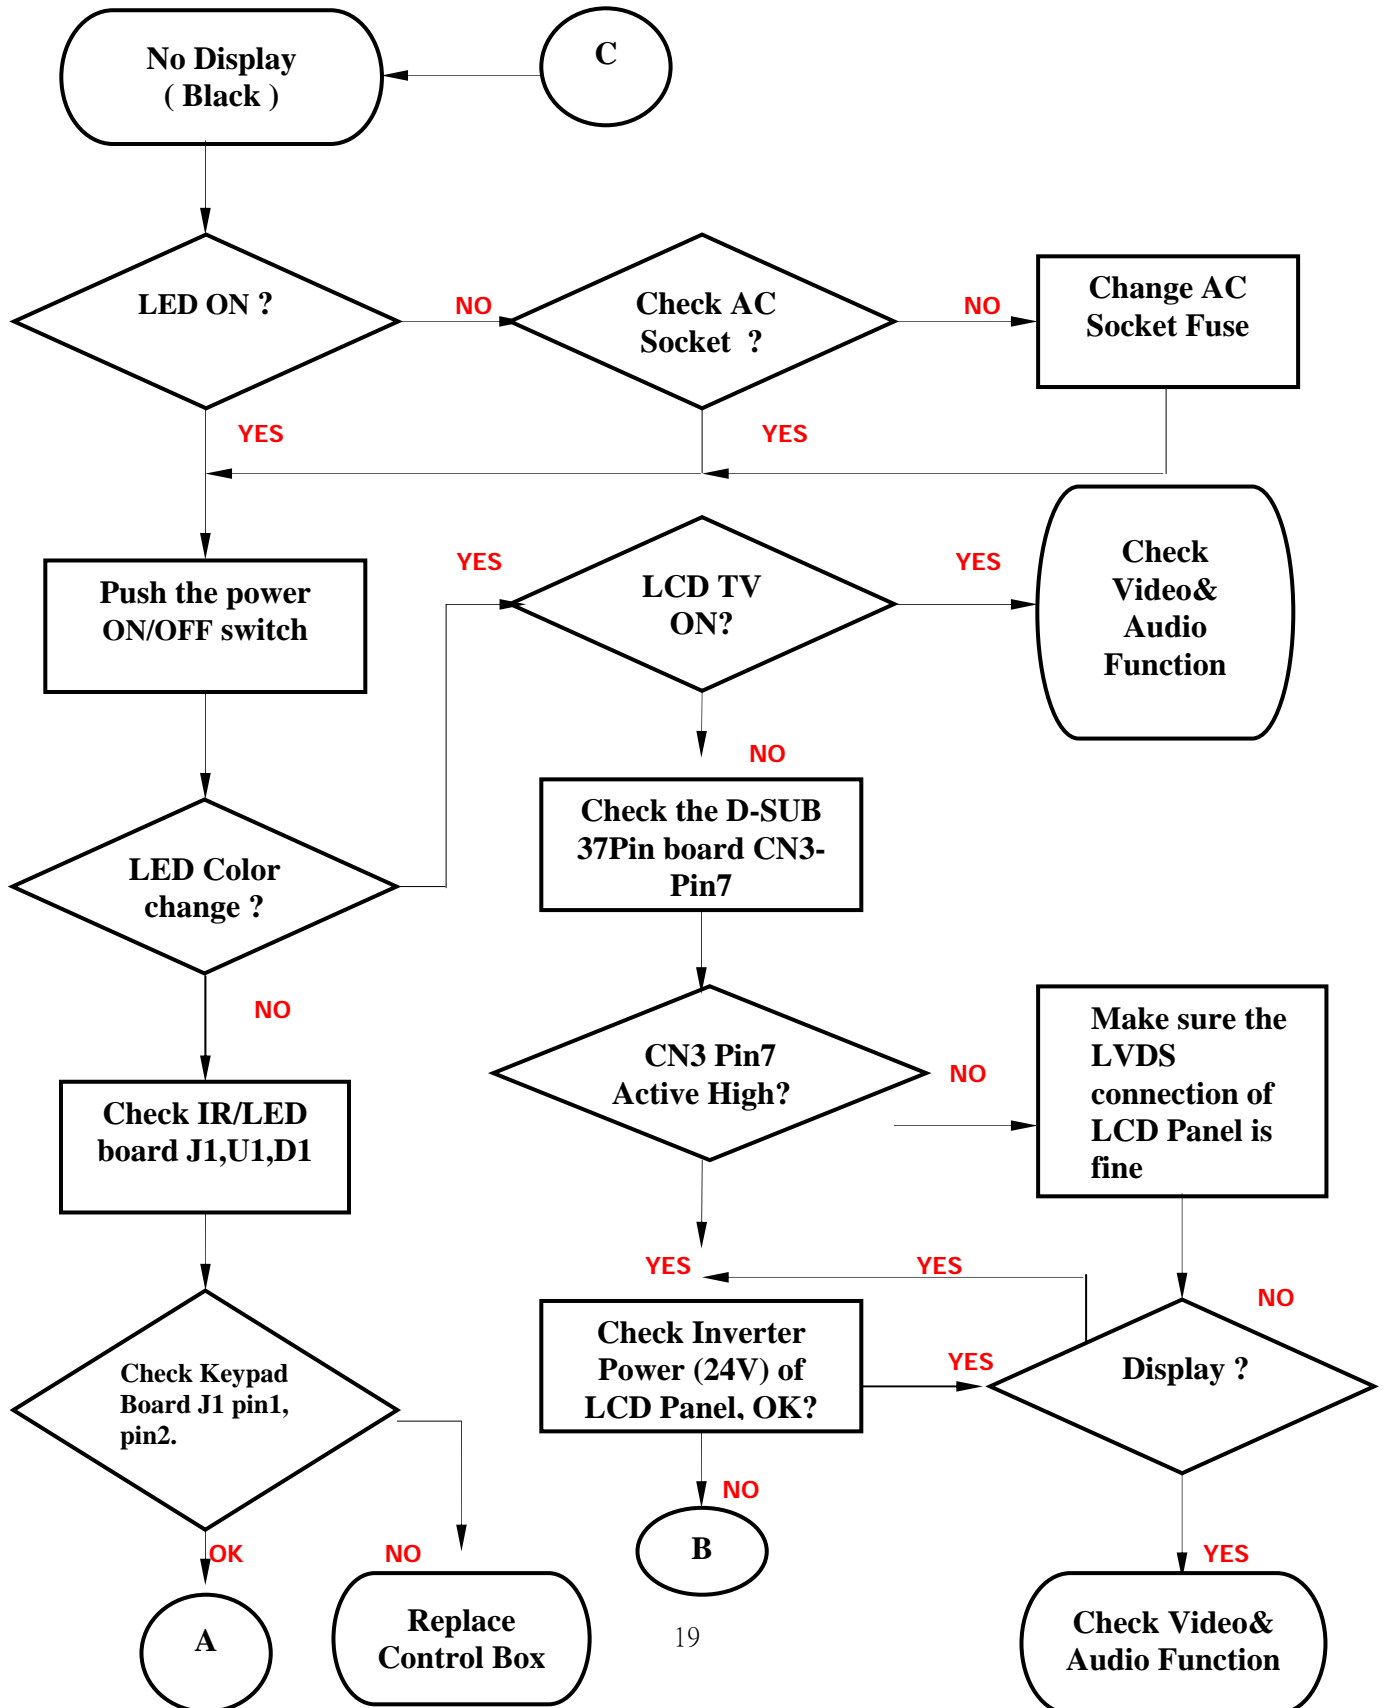 No Display
( Black )
C
LED ON ?
NO
Check AC
Socket ?
NO
Change AC
Socket Fuse
YES
YES
Push the power
ON/OFF switch
YES
LCD TV
ON?
YES
Check
Video&
Audio
Function
NO
Check the D-SUB
37Pin board CN3-
Pin7
LED Color
change ?
NO
CN3 Pin7
Active High?
NO
Make sure the
LVDS
connection of
LCD Panel is
fine
Check IR/LED
board J1,U1,D1
YES
YES
NO
Check Inverter
Power (24V) of
LCD Panel, OK?
YES
Display ?
Check Keypad
Board J1 pin1,
pin2.
NO
B
OK
NO
YES
A
Replace
Control Box
Check Video&
Audio Function
19